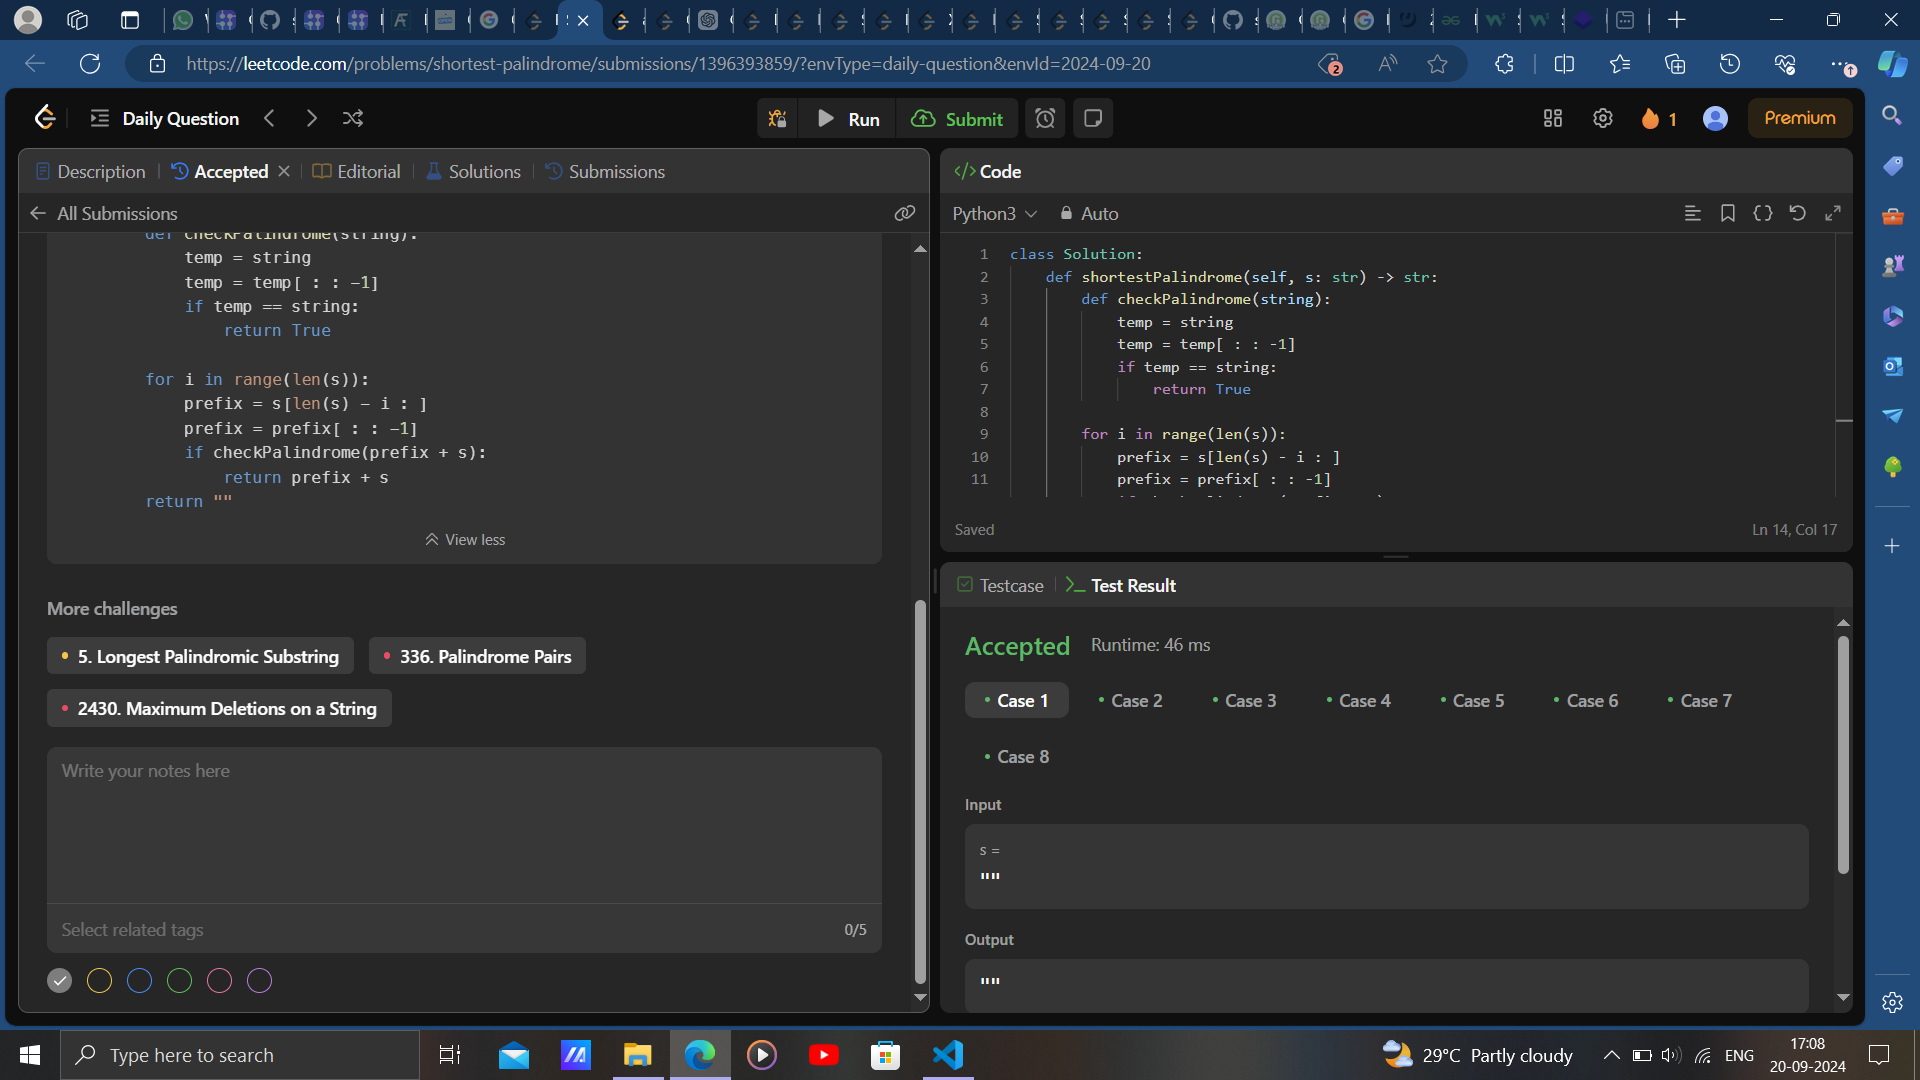 https://leetcode.com/problems/shortest-palindrome/submissions/1396393859/?envType=daily-question&envId=2024-09-20
2
Daily Question
Run
Submit
1
Premium
Description
Accepted
Editorial
Solutions
Submissions
All Submissions
def checkPalindrome(string):
temp = string
temp = temp[ : : -1]
if temp == string:
return True
for i in range(len(s)):
prefix = s[len(s) - i : ]
prefix = prefix[ : : -1]
if checkPalindrome(prefix + s):
return prefix + s
return ""
View less
More challenges
5. Longest Palindromic Substring
336. Palindrome Pairs
2430. Maximum Deletions on a String
Write your notes here
Select related tags
0/5
</> Code
Python3
Auto
1 class Solution:
2 def shortestPalindrome(self, s: str) -> str:
3 def checkPalindrome(string):
4 temp = string
5 temp = temp[ : : -1]
6 if temp == string:
7 return True
8
9 for i in range(len(s)):
10 prefix = s[len(s) - i : ]
11 prefix = prefix[ : : -1]
Saved
Ln 14, Col 17
Testcase
Test Result
Accepted
Runtime: 46 ms
Case 1
Case 2
Case 3
Case 4
Case 5
Case 6
Case 7
Case 8
Input
s =
""
Output
""
Type here to search
29°C Partly cloudy
ENG
17:08
20-09-2024